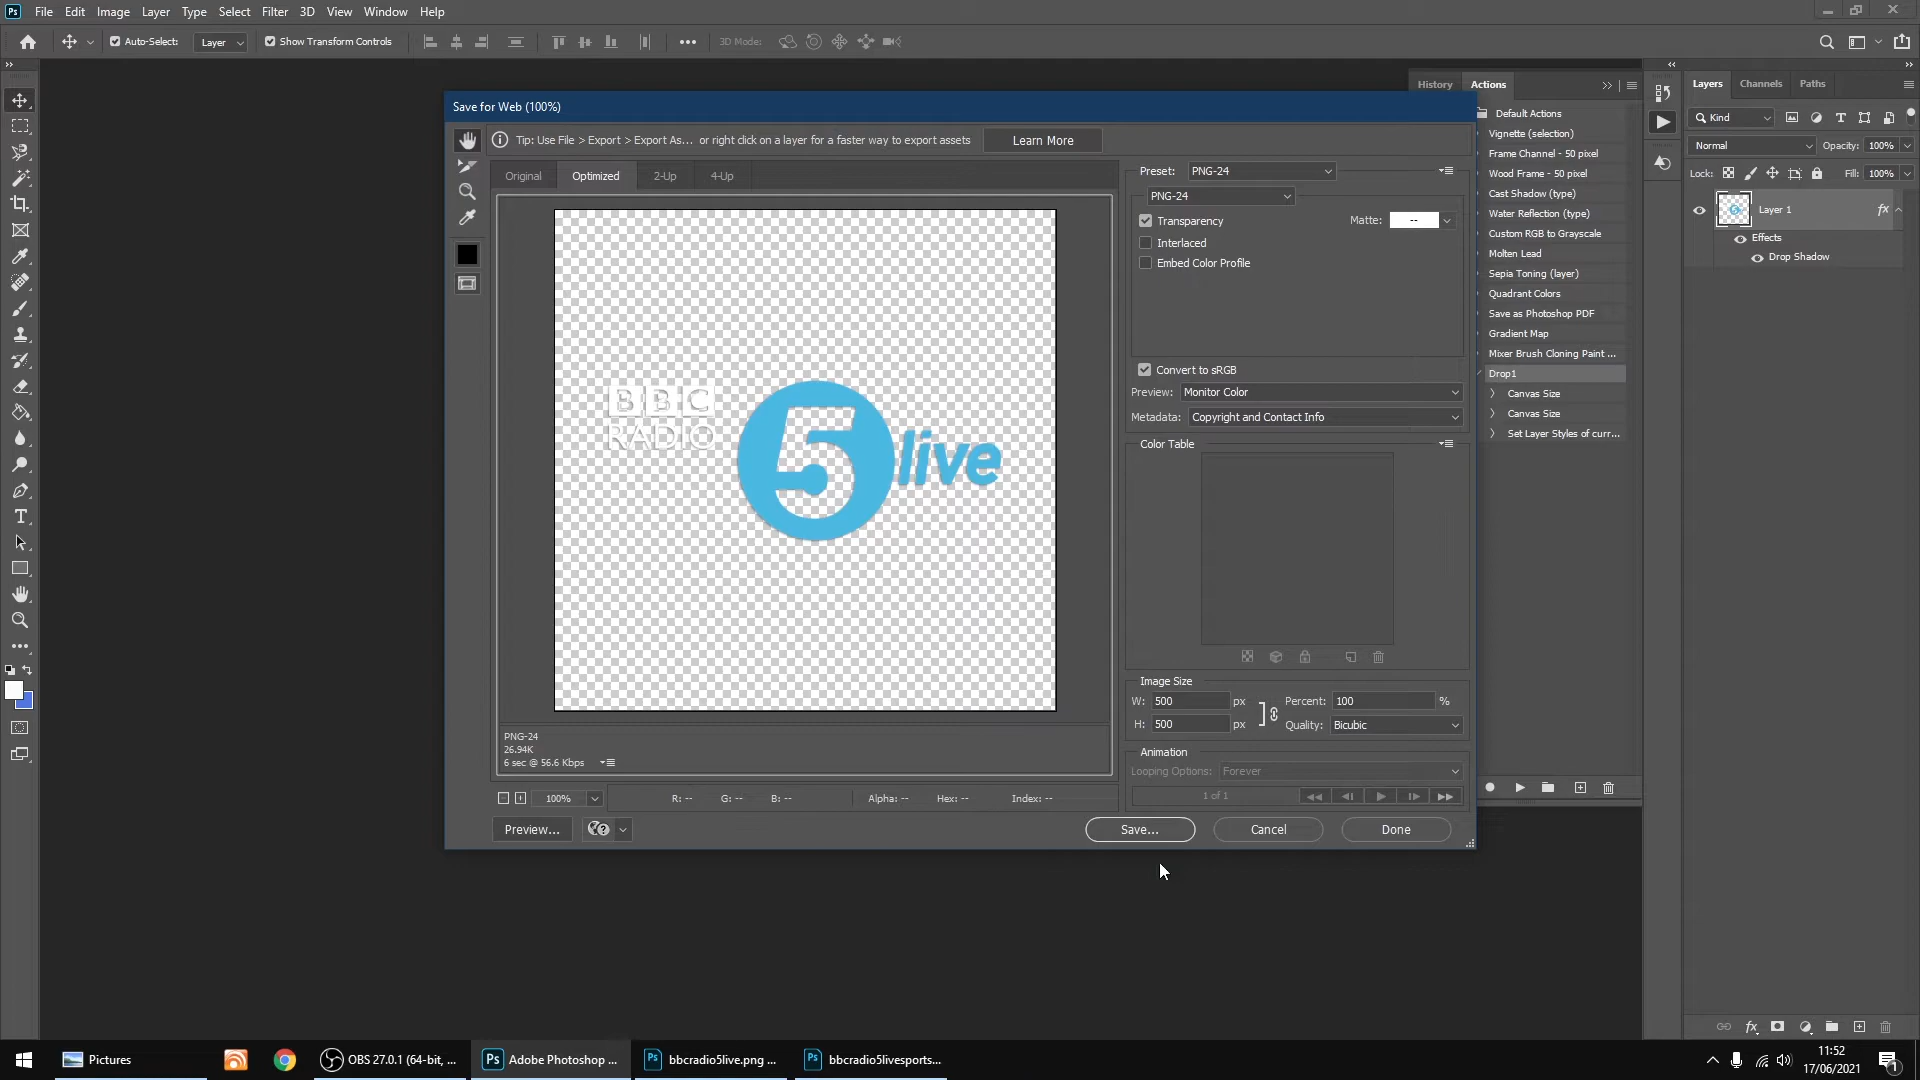 Ps File Edit Image Layer Type Select Filter 3D View Window Help
Auto-Select: Layer Show Transform Controls 3D Mode:
Save for Web (100%)
Tip: Use File > Export > Export As... or right click on a layer for a faster way to export assets Learn More
Original Optimized 2-Up 4-Up
BBC
RADIO
5 live
PNG-24
26.94K
6 sec @ 56.6 Kbps
100% R: -- G: -- B: -- Alpha: -- Hex: -- Index: --
Preview...
Preset: PNG-24
PNG-24
Transparency Matte: --
Interlaced
Embed Color Profile
Convert to sRGB
Preview: Monitor Color
Metadata: Copyright and Contact Info
Color Table
Image Size
W: 500 px Percent: 100 %
H: 500 px Quality: Bicubic
Animation
Looping Options: Forever
1 of 1
Save... Cancel Done
History Actions
Default Actions
Vignette (selection)
Frame Channel - 50 pixel
Wood Frame - 50 pixel
Cast Shadow (type)
Water Reflection (type)
Custom RGB to Grayscale
Molten Lead
Sepia Toning (layer)
Quadrant Colors
Save as Photoshop PDF
Gradient Map
Mixer Brush Cloning Paint ...
Drop1
Canvas Size
Canvas Size
Set Layer Styles of curr...
Layers Channels Paths
Kind
Normal Opacity: 100%
Lock: Fill: 100%
Layer 1 fx
Effects
Drop Shadow
fx
Pictures OBS 27.0.1 (64-bit, ... Ps Adobe Photoshop ... Ps bbcradio5live.png ... Ps bbcradio5livesports...
11:52
17/06/2021
1